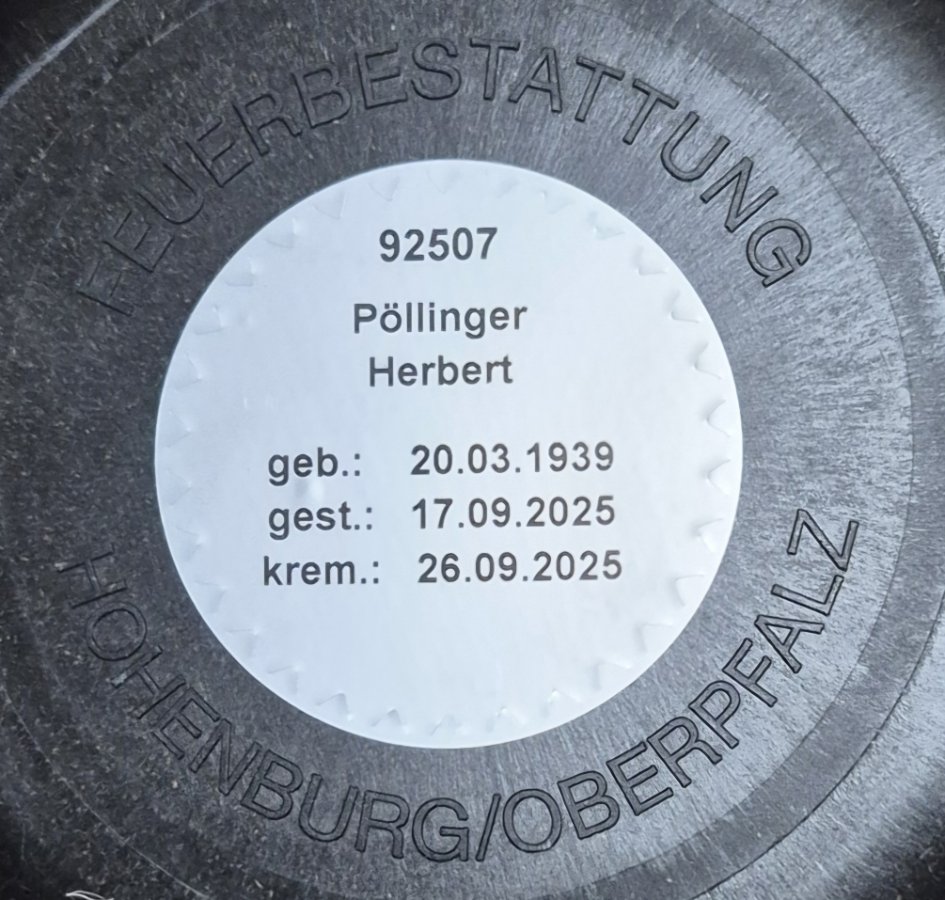 FEUERBESTATTUNG
92507
Pöllinger
Herbert
geb.: 20.03.1939
gest.: 17.09.2025
krem.: 26.09.2025
HOHENBURG/OBERPFALZ